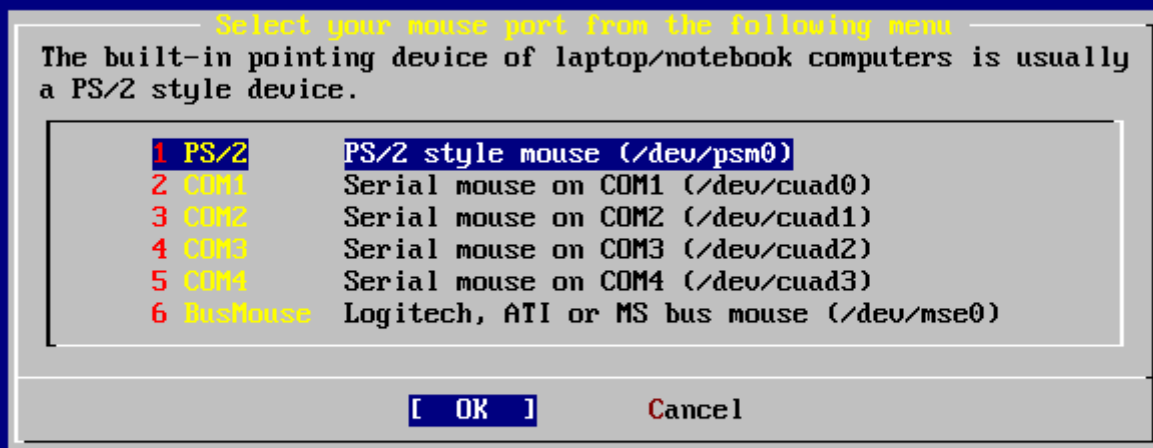 Select your mouse port from the following menu
The built-in pointing device of laptop/notebook computers is usually
a PS/2 style device.
1 PS/2 PS/2 style mouse (/dev/psm0)
2 COM1 Serial mouse on COM1 (/dev/cuad0)
3 COM2 Serial mouse on COM2 (/dev/cuad1)
4 COM3 Serial mouse on COM3 (/dev/cuad2)
5 COM4 Serial mouse on COM4 (/dev/cuad3)
6 BusMouse Logitech, ATI or MS bus mouse (/dev/mse0)
[ OK ] Cancel